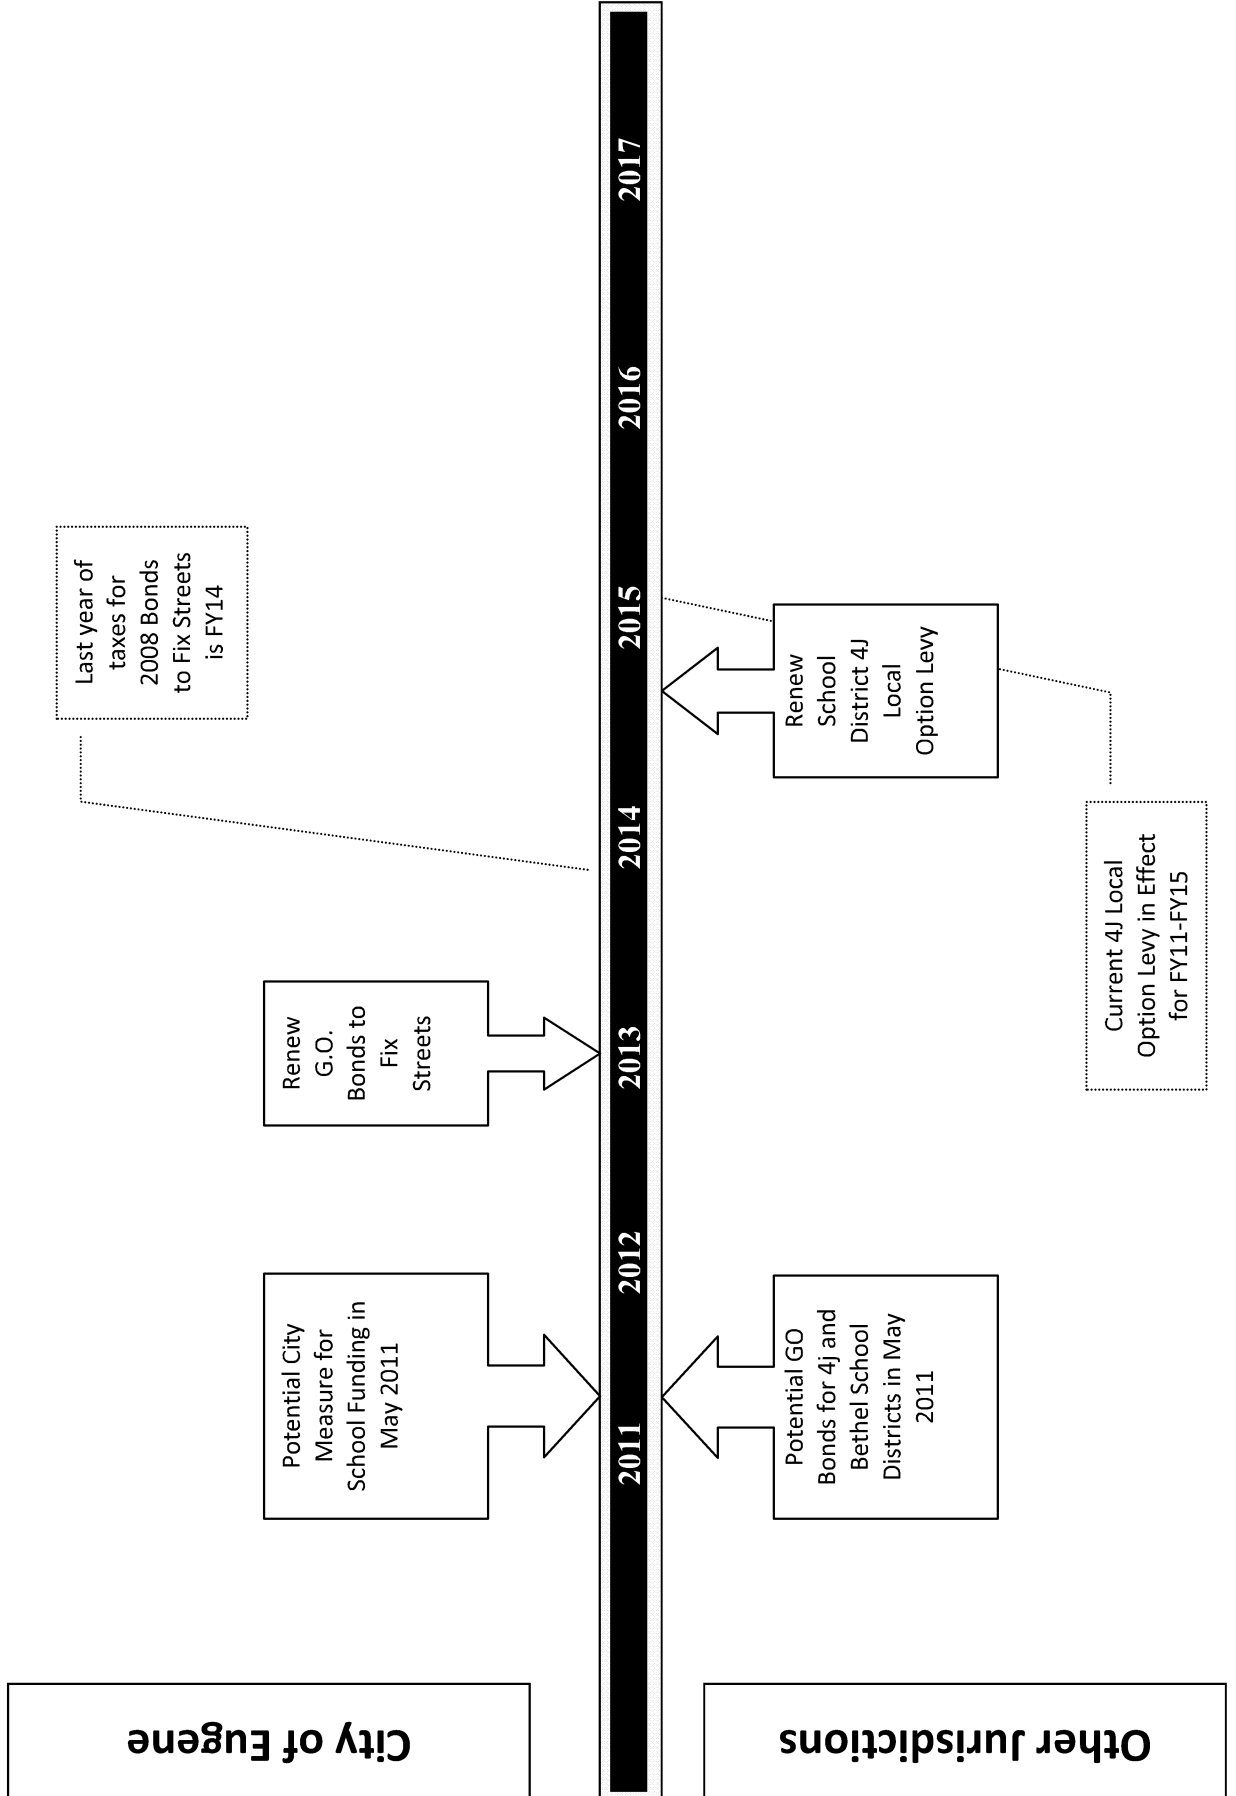 City of Eugene
Last year of
taxes for
2008 Bonds
to Fix Streets
is FY14
Potential City
Measure for
School Funding in
May 2011
Renew
G.O.
Bonds to
Fix
Streets
2011
2012
2013
2014
2015
2016
2017
Other Jurisdictions
Potential GO
Bonds for 4j and
Bethel School
Districts in May
2011
Renew
School
District 4J
Local
Option Levy
Current 4J Local
Option Levy in Effect
for FY11-FY15